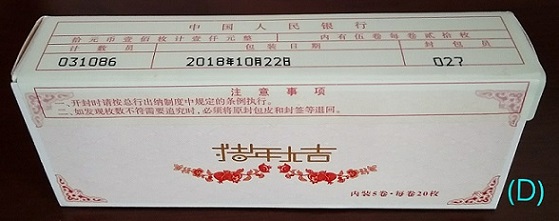 中国人民银行
拾元币壹佰枚计壹仟元整 内有伍卷每卷贰拾枚
计数员 包装日期 封包员
031086 2018年10月22日 027
注意事项
一、开封时请按总行出纳制度中规定的条例执行。
二、如发现枚数不符需要追究时，必须将原封包皮和封签等退回。
猪年大吉
内装5卷·每卷20枚
(D)